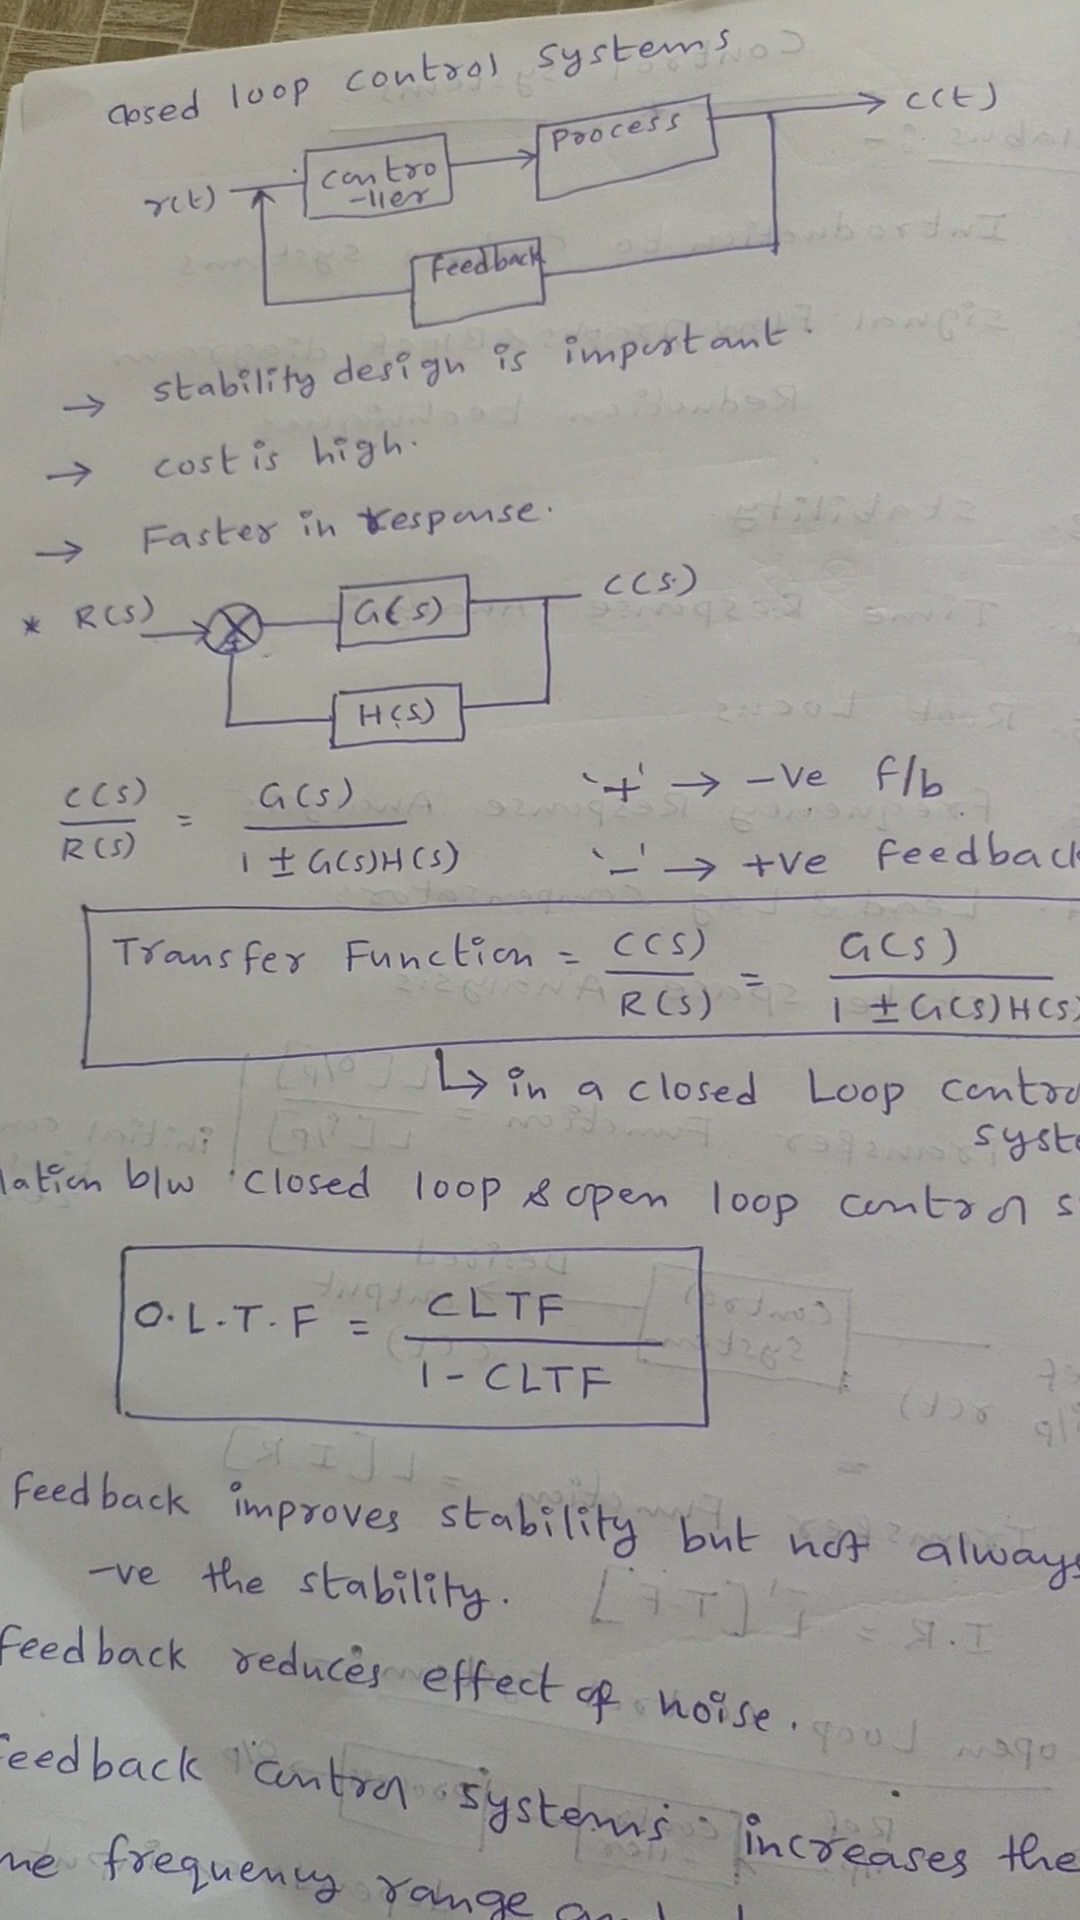 closed loop control systems
r(t) contro -ller process c(t)
Feedback
→ stability design is important.
→ cost is high.
→ Faster in response.
* R(s) G(s) C(s)
H(s)
C(s)/R(s) = G(s)/1 ± G(s)H(s) '+' → -ve f/b
'-' → +ve feedback
Transfer Function = C(s)/R(s) = G(s)/1 ± G(s)H(s)
↳ in a closed Loop contro
syste
lation b/w closed loop & open loop control s
O.L.T.F = CLTF/1 - CLTF
Feedback improves stability but not always
-ve the stability.
Feedback reduces effect of noise.
eedback control systems increases the
me frequency range